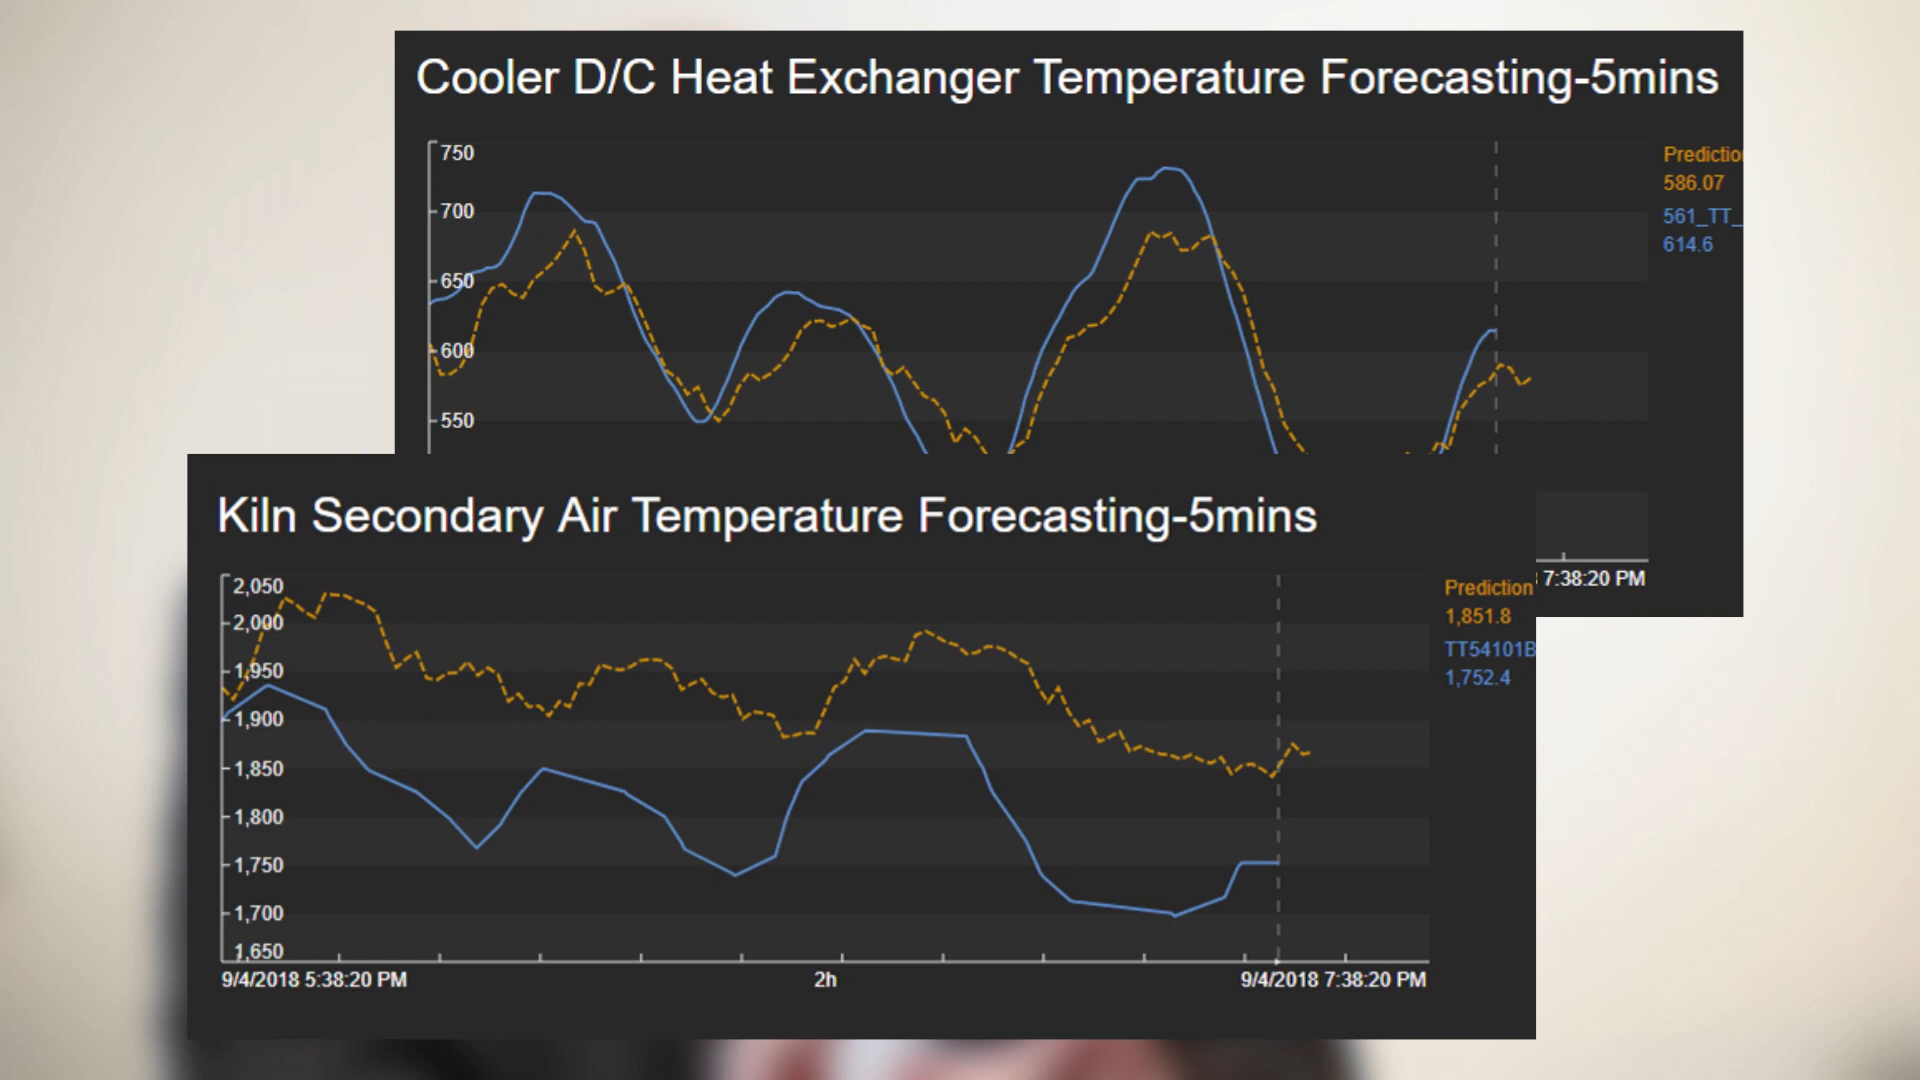 Cooler D/C Heat Exchanger Temperature Forecasting-5mins
750
700
650
600
550
Predictio
586.07
561_TT_
614.6
7:38:20 PM
Kiln Secondary Air Temperature Forecasting-5mins
2,050
2,000
1,950
1,900
1,850
1,800
1,750
1,700
1,650
Prediction
1,851.8
TT54101B
1,752.4
9/4/2018 5:38:20 PM
2h
9/4/2018 7:38:20 PM